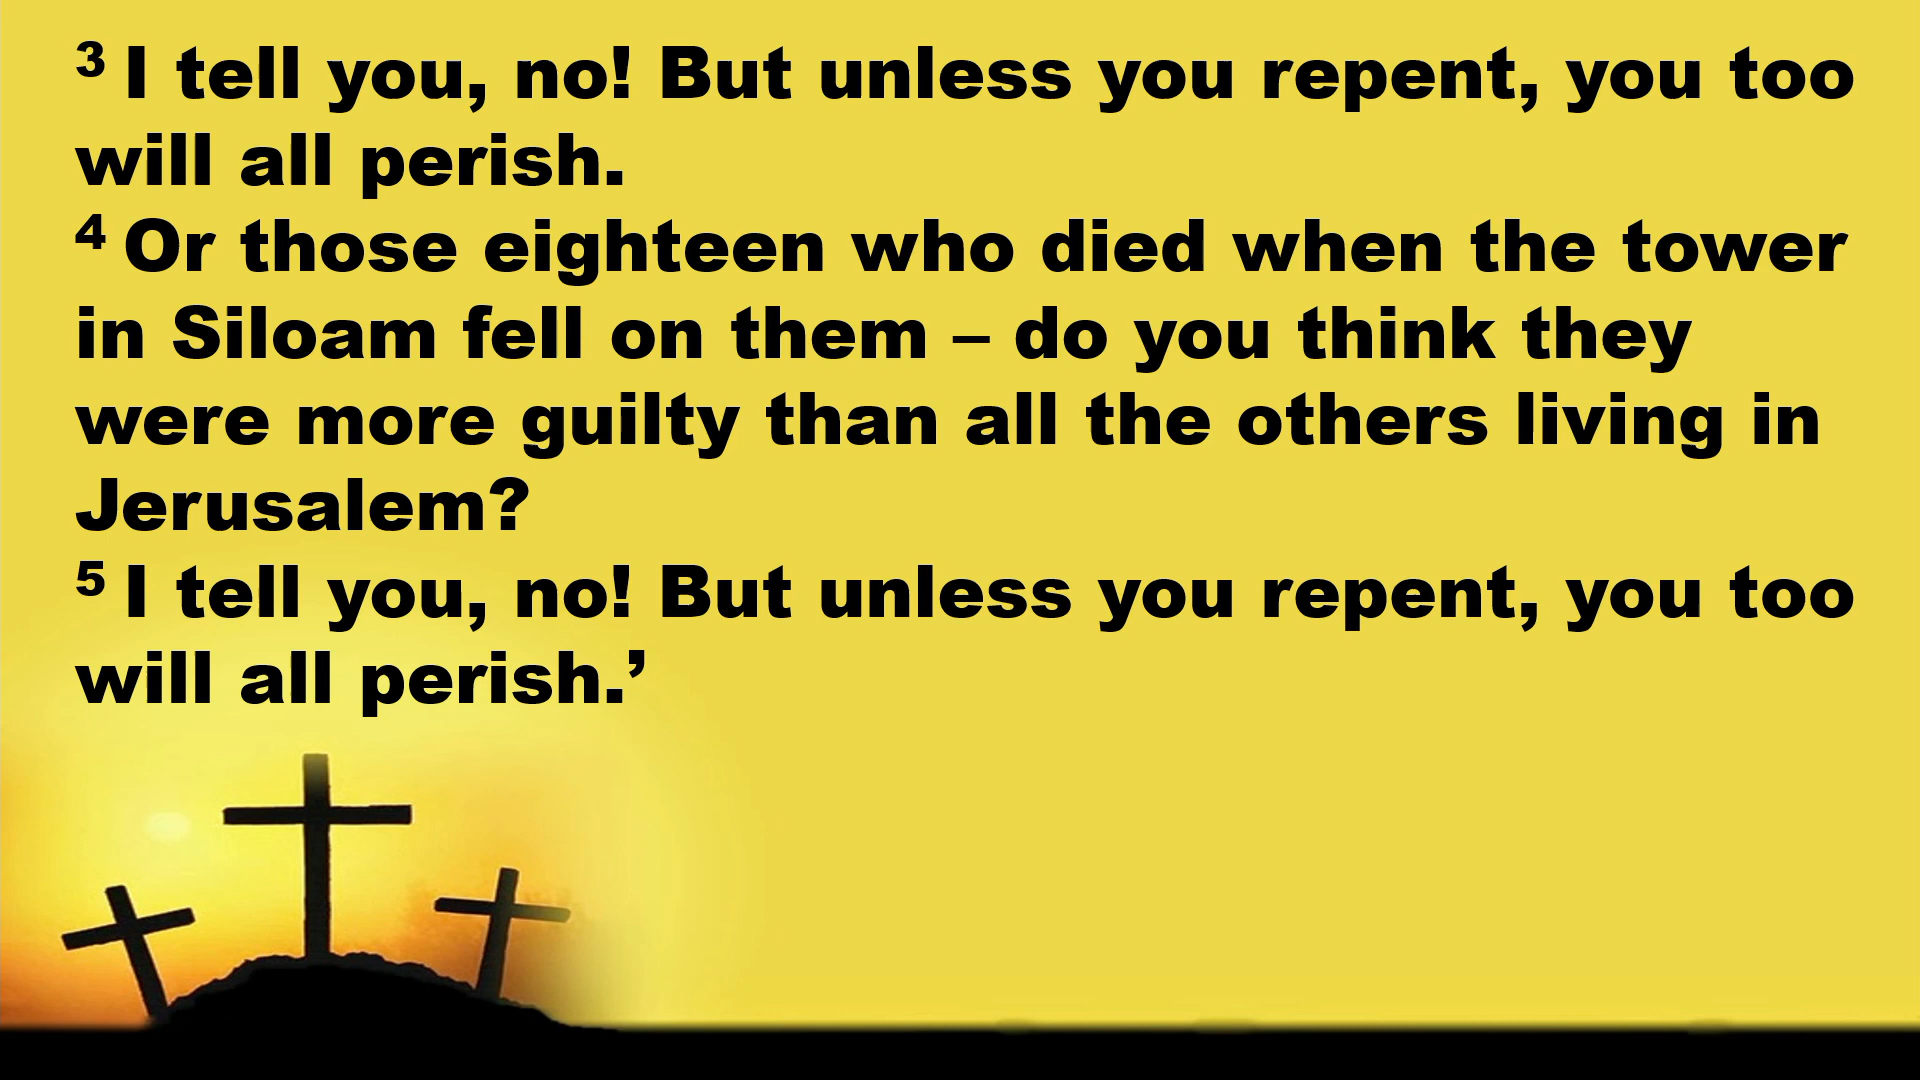 ³ I tell you, no! But unless you repent, you too
will all perish.
⁴ Or those eighteen who died when the tower
in Siloam fell on them – do you think they
were more guilty than all the others living in
Jerusalem?
⁵ I tell you, no! But unless you repent, you too
will all perish.’